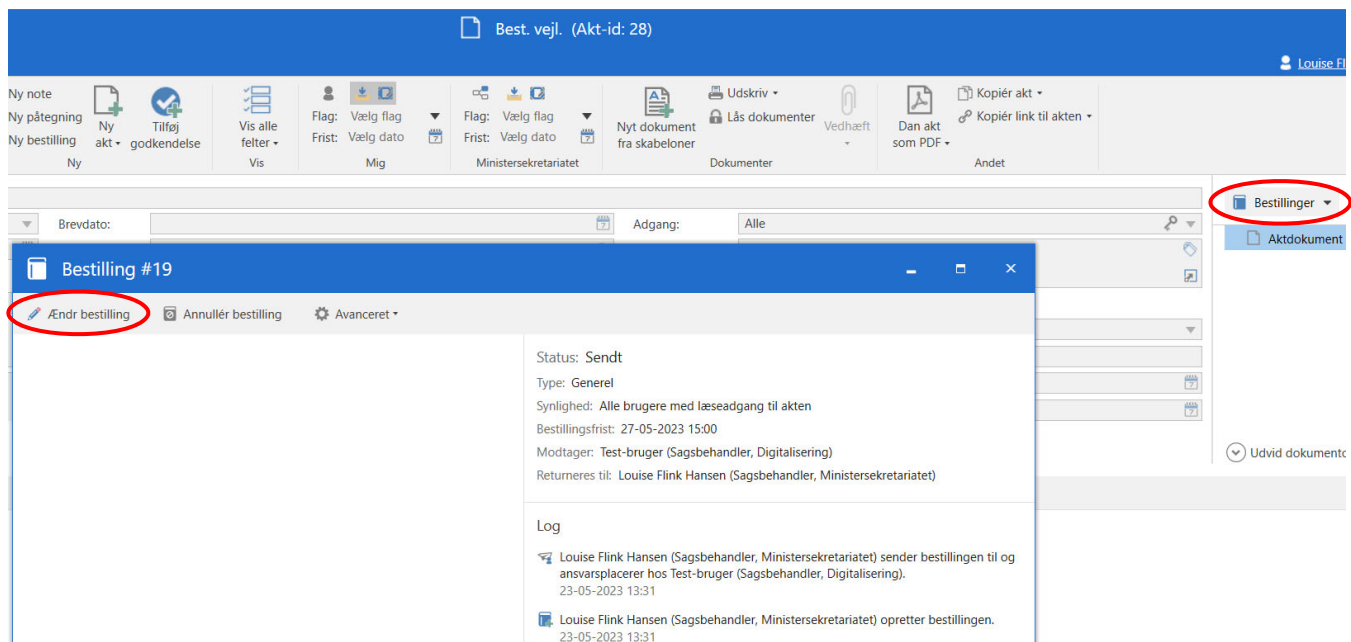 Best. vejl. (Akt-id: 28)
Louise Fl
Ny note
Ny påtegning
Ny bestilling
Ny akt
Tilføj godkendelse
Ny
Vis alle felter
Vis
Flag: Vælg flag
Frist: Vælg dato
Mig
Flag: Vælg flag
Frist: Vælg dato
Ministersekretariatet
Nyt dokument fra skabeloner
Udskriv
Lås dokumenter
Vedhæft
Dokumenter
Dan akt som PDF
Kopiér akt
Kopiér link til akten
Andet
Brevdato:
Adgang: Alle
Bestillinger
Aktdokument
Udvid dokumento
Bestilling #19
Ændr bestilling
Annullér bestilling
Avanceret
Status: Sendt
Type: Generel
Synlighed: Alle brugere med læseadgang til akten
Bestillingsfrist: 27-05-2023 15:00
Modtager: Test-bruger (Sagsbehandler, Digitalisering)
Returneres til: Louise Flink Hansen (Sagsbehandler, Ministersekretariatet)
Log
Louise Flink Hansen (Sagsbehandler, Ministersekretariatet) sender bestillingen til og
ansvarsplacerer hos Test-bruger (Sagsbehandler, Digitalisering).
23-05-2023 13:31
Louise Flink Hansen (Sagsbehandler, Ministersekretariatet) opretter bestillingen.
23-05-2023 13:31